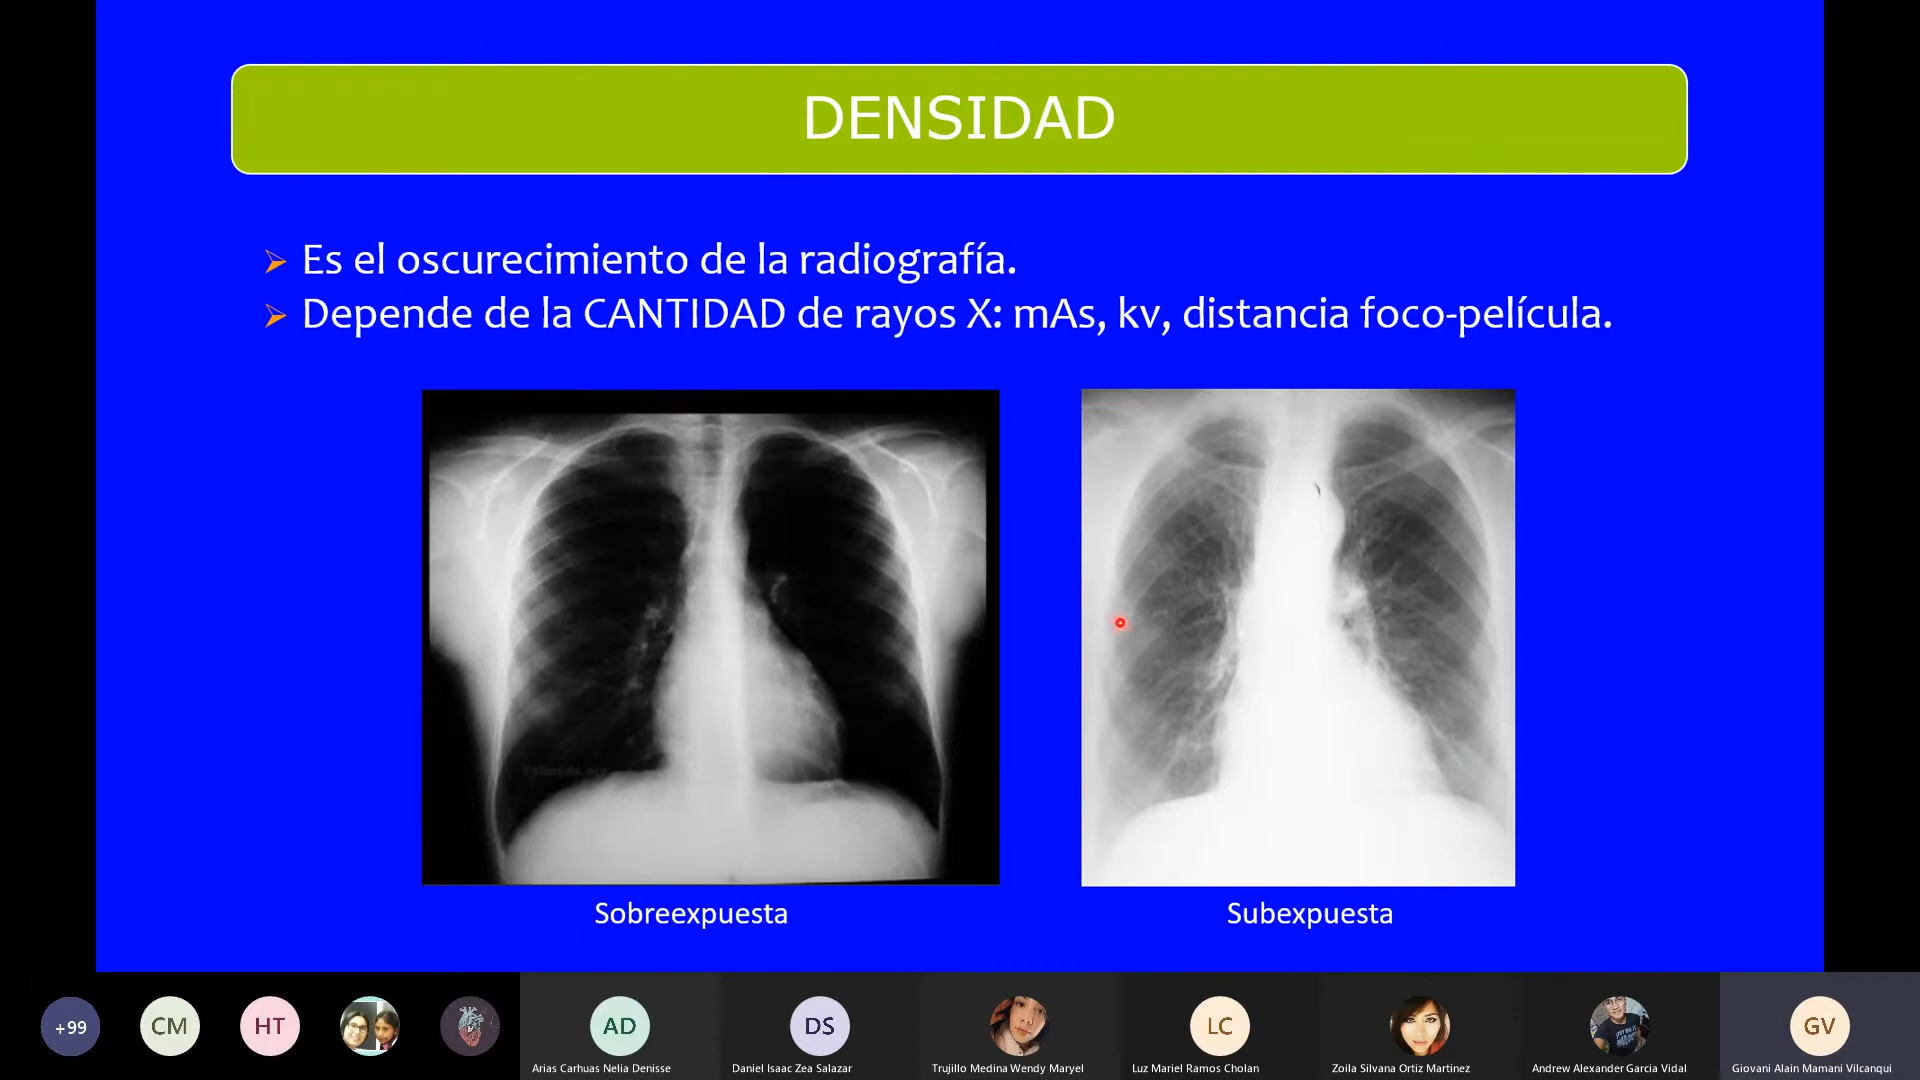 DENSIDAD
Es el oscurecimiento de la radiografía.
Depende de la CANTIDAD de rayos X: mAs, kv, distancia foco-película.
Sobreexpuesta
Subexpuesta
+99
CM
HT
AD
DS
LC
GV
Arias Carhuas Nelia Denisse
Daniel Isaac Zea Salazar
Trujillo Medina Wendy Maryel
Luz Mariel Ramos Cholan
Zoila Silvana Ortiz Martinez
Andrew Alexander Garcia Vidal
Giovani Alain Mamani Vilcanqui